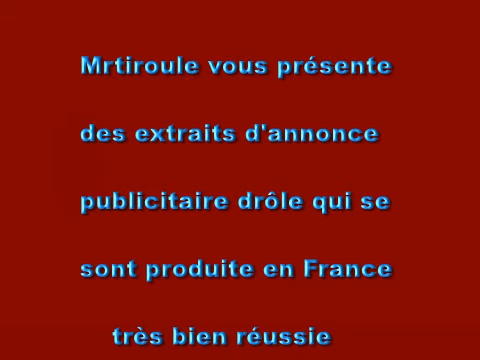 Mrtiroule vous présente
des extraits d'annonce
publicitaire drôle qui se
sont produite en France
très bien réussie